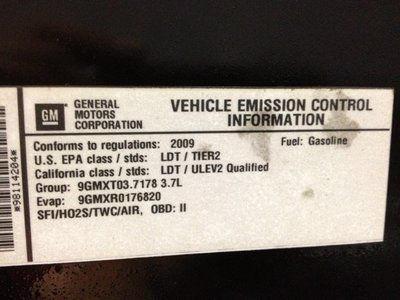 GM
GENERAL
MOTORS
CORPORATION
VEHICLE EMISSION CONTROL
INFORMATION
Conforms to regulations: 2009 Fuel: Gasoline
U.S. EPA class / stds: LDT / TIER2
California class / stds: LDT / ULEV2 Qualified
Group: 9GMXT03.7178 3.7L
Evap: 9GMXR0176820
SFI/HO2S/TWC/AIR, OBD: II
*98114204*